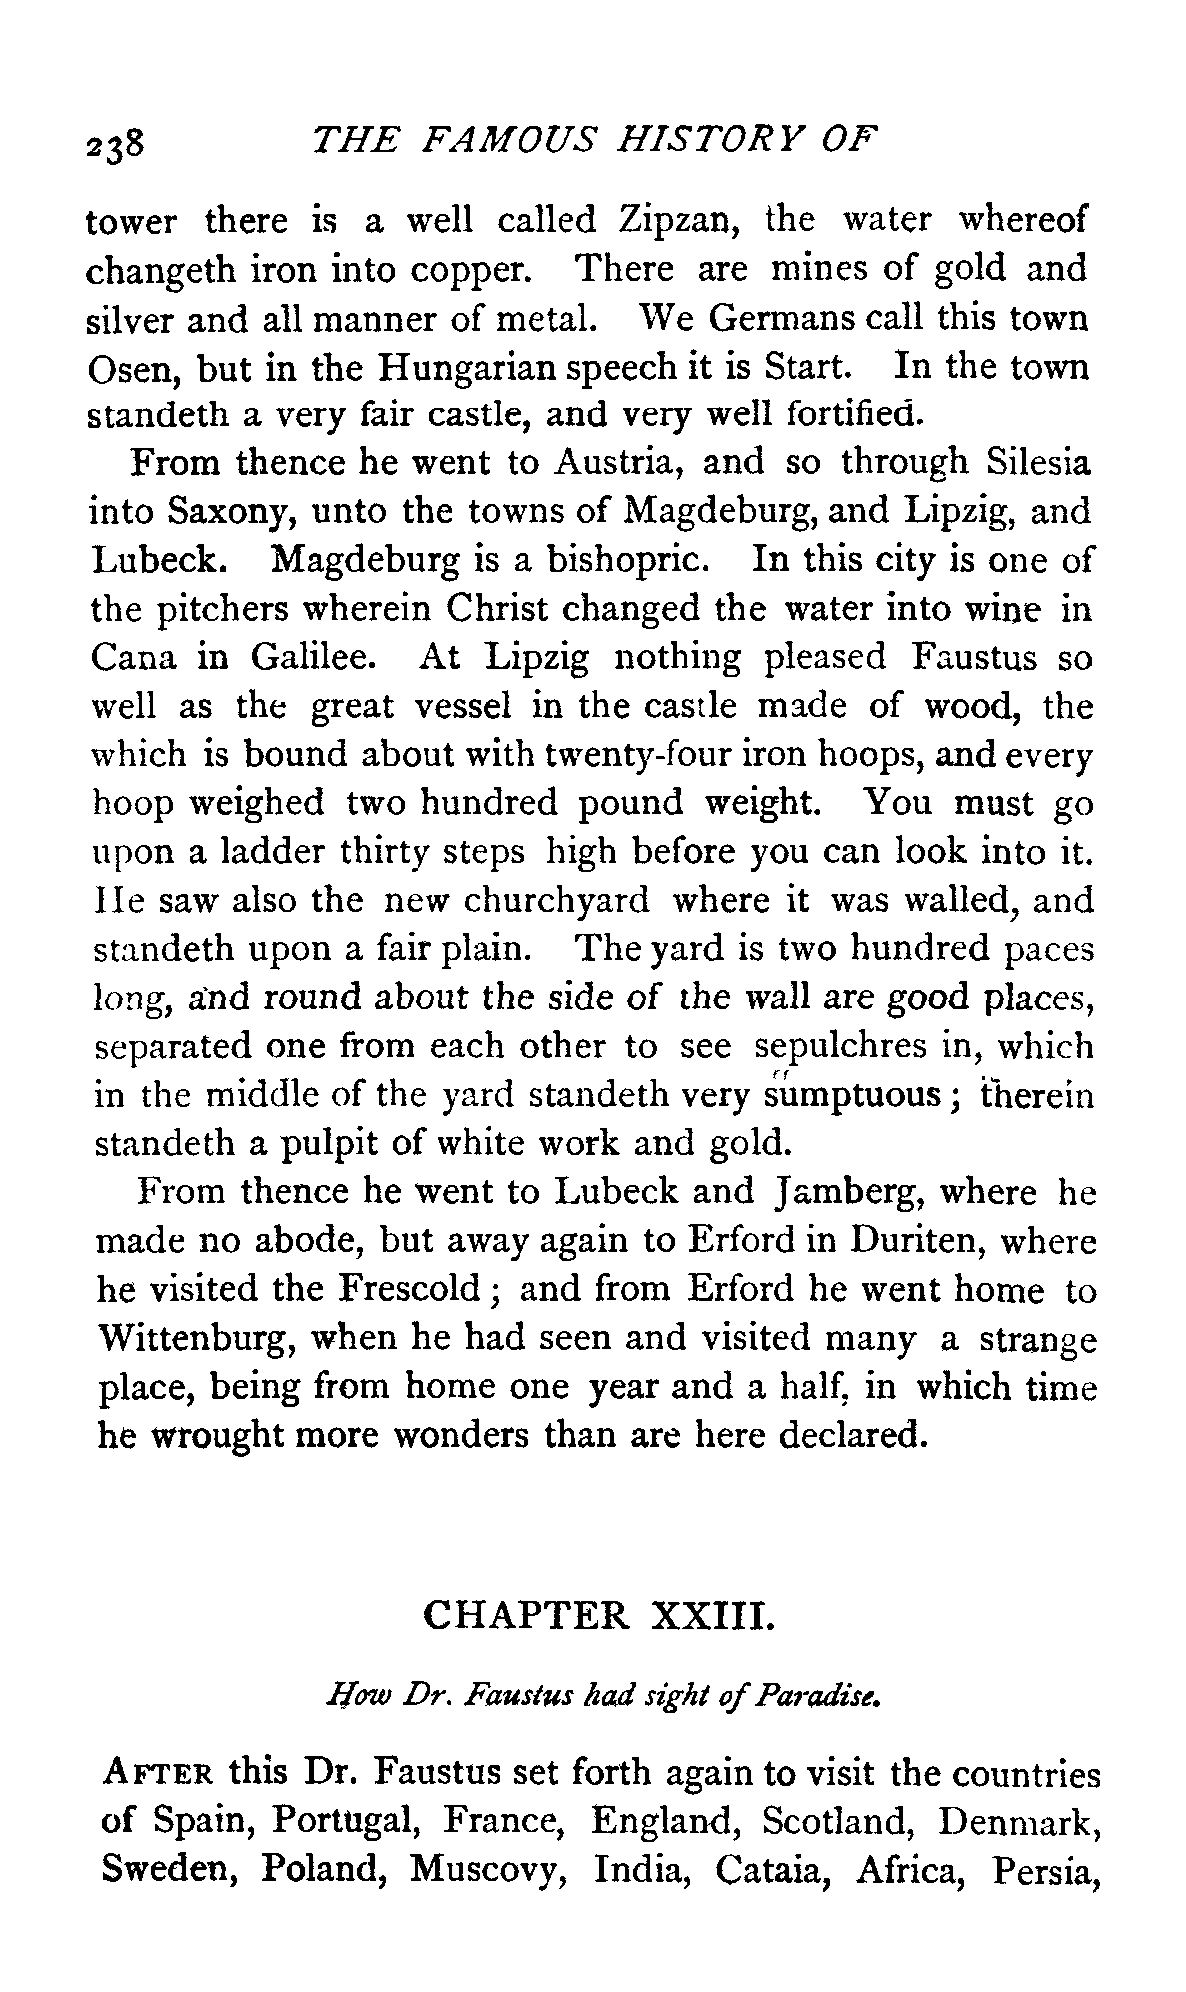 238 THE FAMOUS HISTORY OF
tower there is a well called Zipzan, the water whereof
changeth iron into copper. There are mines of gold and
silver and all manner of metal. We Germans call this town
Osen, but in the Hungarian speech it is Start. In the town
standeth a very fair castle, and very well fortified.
From thence he went to Austria, and so through Silesia
into Saxony, unto the towns of Magdeburg, and Lipzig, and
Lubeck. Magdeburg is a bishopric. In this city is one of
the pitchers wherein Christ changed the water into wine in
Cana in Galilee. At Lipzig nothing pleased Faustus so
well as the great vessel in the castle made of wood, the
which is bound about with twenty-four iron hoops, and every
hoop weighed two hundred pound weight. You must go
upon a ladder thirty steps high before you can look into it.
He saw also the new churchyard where it was walled, and
standeth upon a fair plain. The yard is two hundred paces
long, and round about the side of the wall are good places,
separated one from each other to see sepulchres in, which
in the middle of the yard standeth very sumptuous; therein
standeth a pulpit of white work and gold.
From thence he went to Lubeck and Jamberg, where he
made no abode, but away again to Erford in Duriten, where
he visited the Frescold; and from Erford he went home to
Wittenburg, when he had seen and visited many a strange
place, being from home one year and a half, in which time
he wrought more wonders than are here declared.
CHAPTER XXIII.
How Dr. Faustus had sight of Paradise.
AFTER this Dr. Faustus set forth again to visit the countries
of Spain, Portugal, France, England, Scotland, Denmark,
Sweden, Poland, Muscovy, India, Cataia, Africa, Persia,